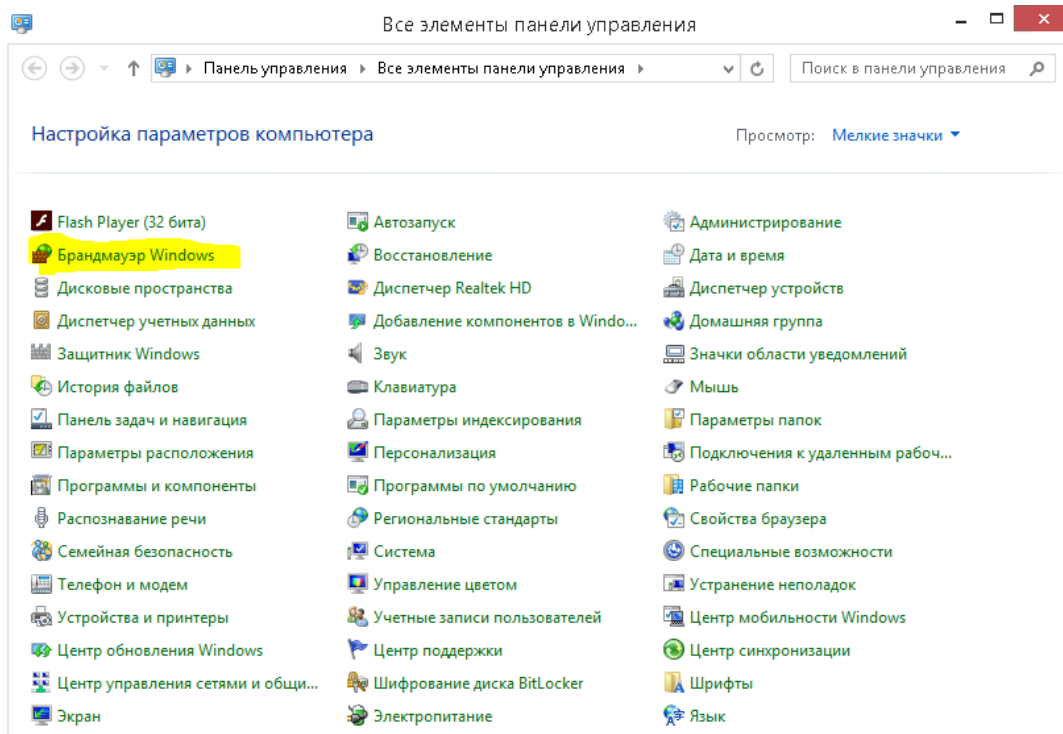 Все элементы панели управления
Панель управления Все элементы панели управления
Поиск в панели управления
Настройка параметров компьютера
Просмотр: Мелкие значки
Flash Player (32 бита)
Автозапуск
Администрирование
Брандмауэр Windows
Восстановление
Дата и время
Дисковые пространства
Диспетчер Realtek HD
Диспетчер устройств
Диспетчер учетных данных
Добавление компонентов в Windo...
Домашняя группа
Защитник Windows
Звук
Значки области уведомлений
История файлов
Клавиатура
Мышь
Панель задач и навигация
Параметры индексирования
Параметры папок
Параметры расположения
Персонализация
Подключения к удаленным рабоч...
Программы и компоненты
Программы по умолчанию
Рабочие папки
Распознавание речи
Региональные стандарты
Свойства браузера
Семейная безопасность
Система
Специальные возможности
Телефон и модем
Управление цветом
Устранение неполадок
Устройства и принтеры
Учетные записи пользователей
Центр мобильности Windows
Центр обновления Windows
Центр поддержки
Центр синхронизации
Центр управления сетями и общи...
Шифрование диска BitLocker
Шрифты
Экран
Электропитание
Язык